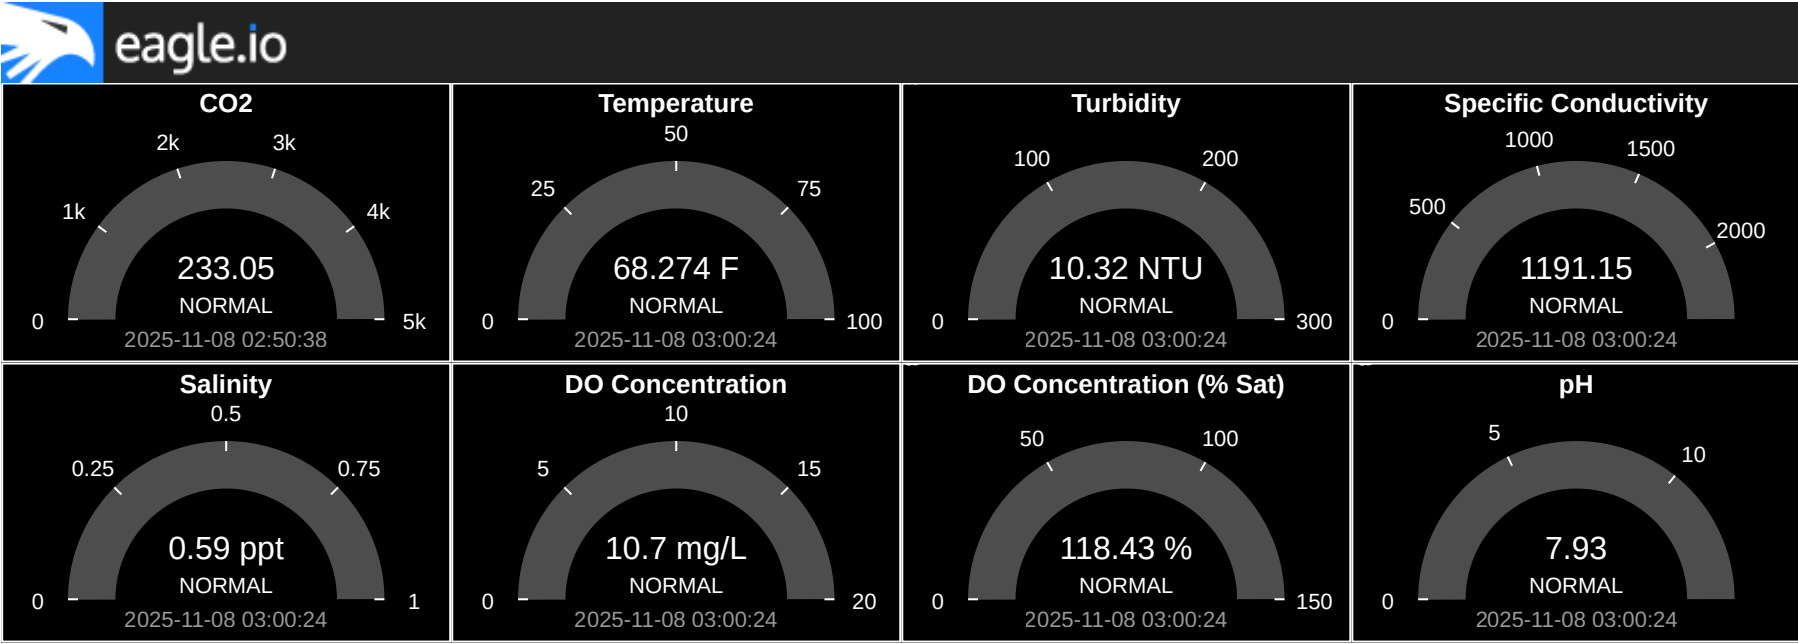 eagle.io
CO2
2k
3k
1k
4k
233.05
NORMAL
0
5k
2025-11-08 02:50:38
Temperature
50
25
75
68.274 F
NORMAL
0
100
2025-11-08 03:00:24
Turbidity
100
200
10.32 NTU
NORMAL
0
300
2025-11-08 03:00:24
Specific Conductivity
1000
1500
500
2000
1191.15
NORMAL
0
2025-11-08 03:00:24
Salinity
0.5
0.25
0.75
0.59 ppt
NORMAL
0
1
2025-11-08 03:00:24
DO Concentration
10
5
15
10.7 mg/L
NORMAL
0
20
2025-11-08 03:00:24
DO Concentration (% Sat)
50
100
118.43 %
NORMAL
0
150
2025-11-08 03:00:24
pH
5
10
7.93
NORMAL
0
2025-11-08 03:00:24